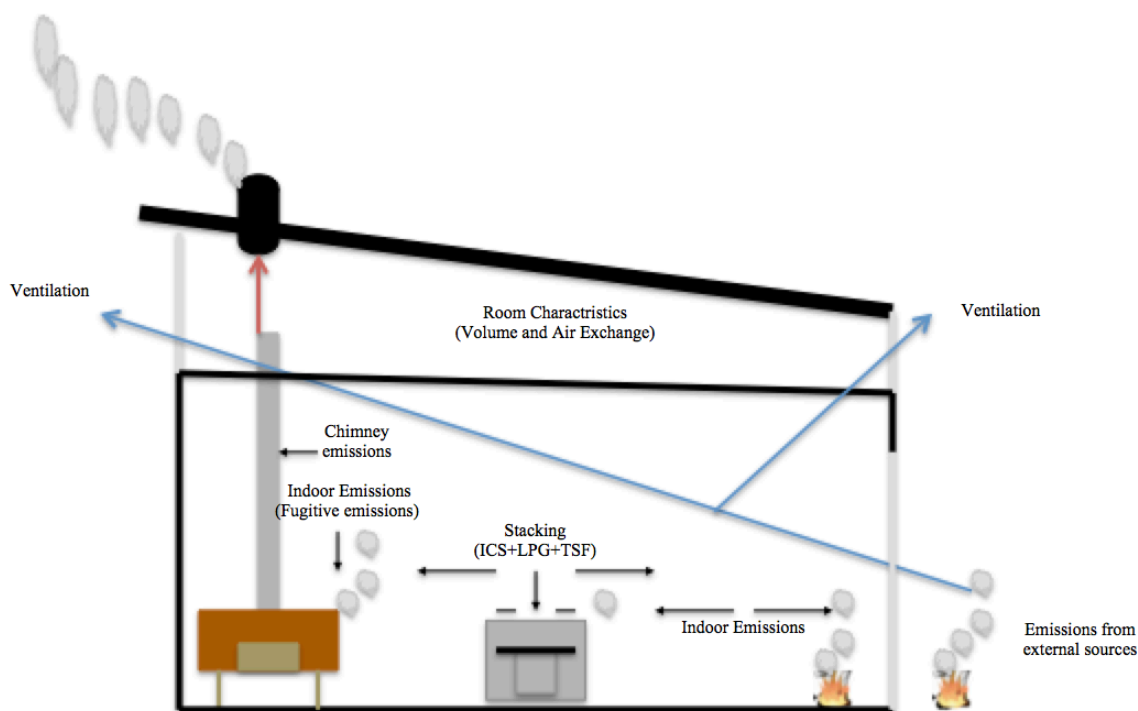 Ventilation
Room Charactristics
(Volume and Air Exchange)
Ventilation
Chimney
emissions
Indoor Emissions
(Fugitive emissions)
Stacking
(ICS+LPG+TSF)
Indoor Emissions
Emissions from
external sources